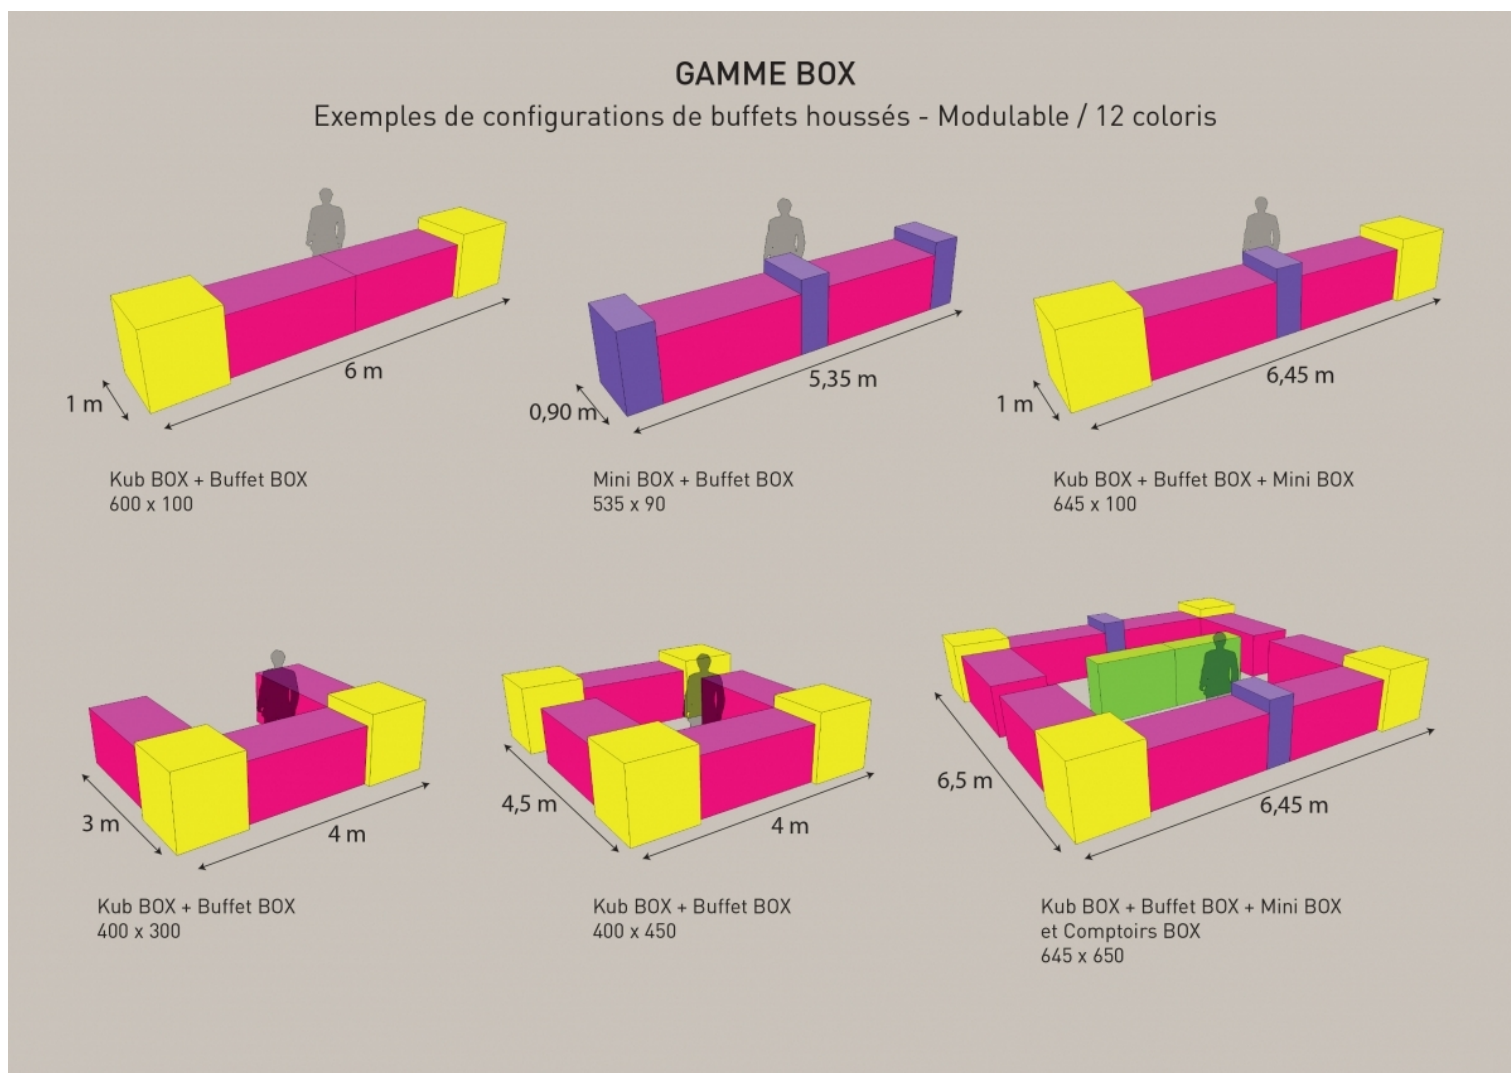 GAMME BOX
Exemples de configurations de buffets houssés - Modulable / 12 coloris
1 m
6 m
Kub BOX + Buffet BOX
600 x 100
0,90 m
5,35 m
Mini BOX + Buffet BOX
535 x 90
1 m
6,45 m
Kub BOX + Buffet BOX + Mini BOX
645 x 100
3 m
4 m
Kub BOX + Buffet BOX
400 x 300
4,5 m
4 m
Kub BOX + Buffet BOX
400 x 450
6,5 m
6,45 m
Kub BOX + Buffet BOX + Mini BOX
et Comptoirs BOX
645 x 650